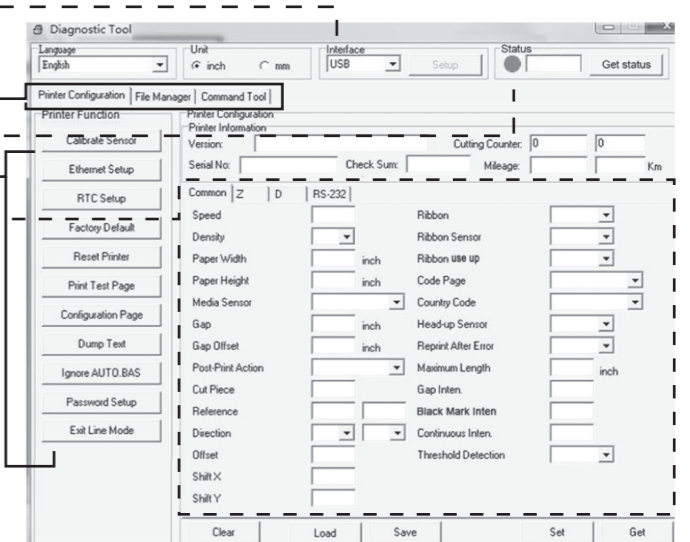 Diagnostic Tool
Language Unit Interface Status
English inch mm USB Setup Get status
Printer Configuration File Manager Command Tool
Printer Function Printer Configuration
Printer Information
Calibrate Sensor Version: Cutting Counter: 0 0
Ethernet Setup Serial No: Check Sum: Mileage: Km
RTC Setup Common Z D RS-232
Factory Default Speed Ribbon
Density Ribbon Sensor
Reset Printer Paper Width inch Ribbon use up
Print Test Page Paper Height inch Code Page
Configuration Page Media Sensor Country Code
Gap inch Head-up Sensor
Dump Text Gap Offset inch Reprint After Error
Ignore AUTO.BAS Post-Print Action Maximum Length inch
Cut Piece Gap Inten.
Password Setup Reference Black Mark Inten
Exit Line Mode Direction Continuous Inten.
Offset Threshold Detection
Shift X
Shift Y
Clear Load Save Set Get